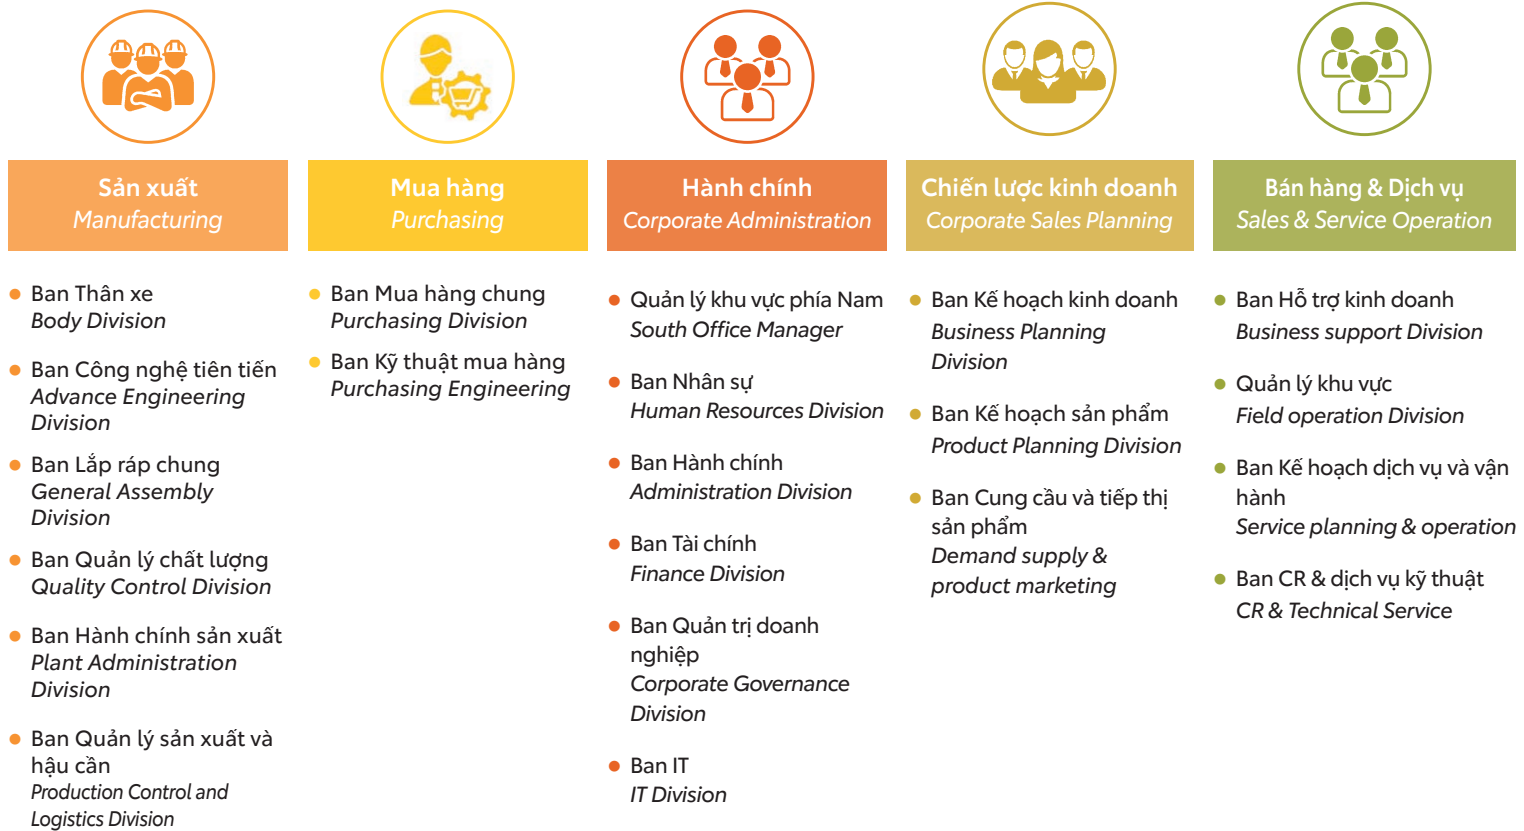 Sản xuất
Manufacturing
Ban Thân xe
Body Division
Ban Công nghệ tiên tiến
Advance Engineering
Division
Ban Lắp ráp chung
General Assembly
Division
Ban Quản lý chất lượng
Quality Control Division
Ban Hành chính sản xuất
Plant Administration
Division
Ban Quản lý sản xuất và
hậu cần
Production Control and
Logistics Division
Mua hàng
Purchasing
Ban Mua hàng chung
Purchasing Division
Ban Kỹ thuật mua hàng
Purchasing Engineering
Hành chính
Corporate Administration
Quản lý khu vực phía Nam
South Office Manager
Ban Nhân sự
Human Resources Division
Ban Hành chính
Administration Division
Ban Tài chính
Finance Division
Ban Quản trị doanh
nghiệp
Corporate Governance
Division
Ban IT
IT Division
Chiến lược kinh doanh
Corporate Sales Planning
Ban Kế hoạch kinh doanh
Business Planning
Division
Ban Kế hoạch sản phẩm
Product Planning Division
Ban Cung cầu và tiếp thị
sản phẩm
Demand supply &
product marketing
Bán hàng & Dịch vụ
Sales & Service Operation
Ban Hỗ trợ kinh doanh
Business support Division
Quản lý khu vực
Field operation Division
Ban Kế hoạch dịch vụ và vận
hành
Service planning & operation
Ban CR & dịch vụ kỹ thuật
CR & Technical Service